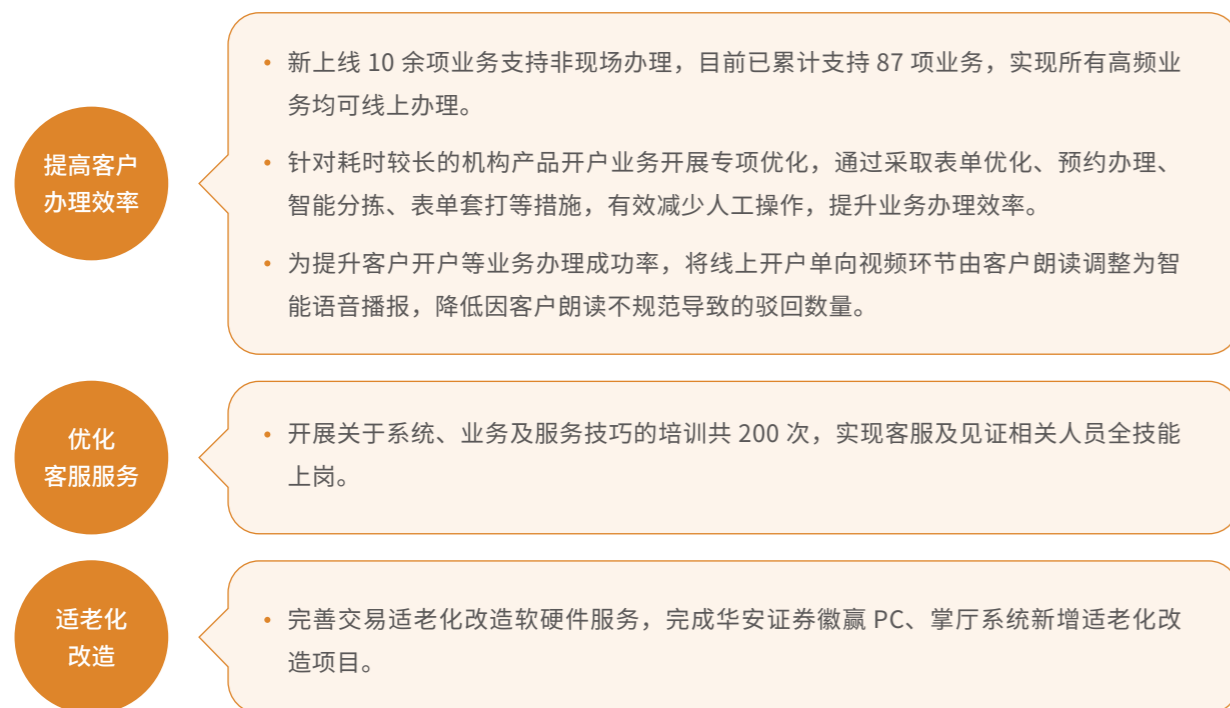 提高客户
办理效率
• 新上线 10 余项业务支持非现场办理，目前已累计支持 87 项业务，实现所有高频业
务均可线上办理。
• 针对耗时较长的机构产品开户业务开展专项优化，通过采取表单优化、预约办理、
智能分拣、表单套打等措施，有效减少人工操作，提升业务办理效率。
• 为提升客户开户等业务办理成功率，将线上开户单向视频环节由客户朗读调整为智
能语音播报，降低因客户朗读不规范导致的驳回数量。
优化
客服服务
• 开展关于系统、业务及服务技巧的培训共 200 次，实现客服及见证相关人员全技能
上岗。
适老化
改造
• 完善交易适老化改造软硬件服务，完成华安证券徽赢 PC、掌厅系统新增适老化改
造项目。